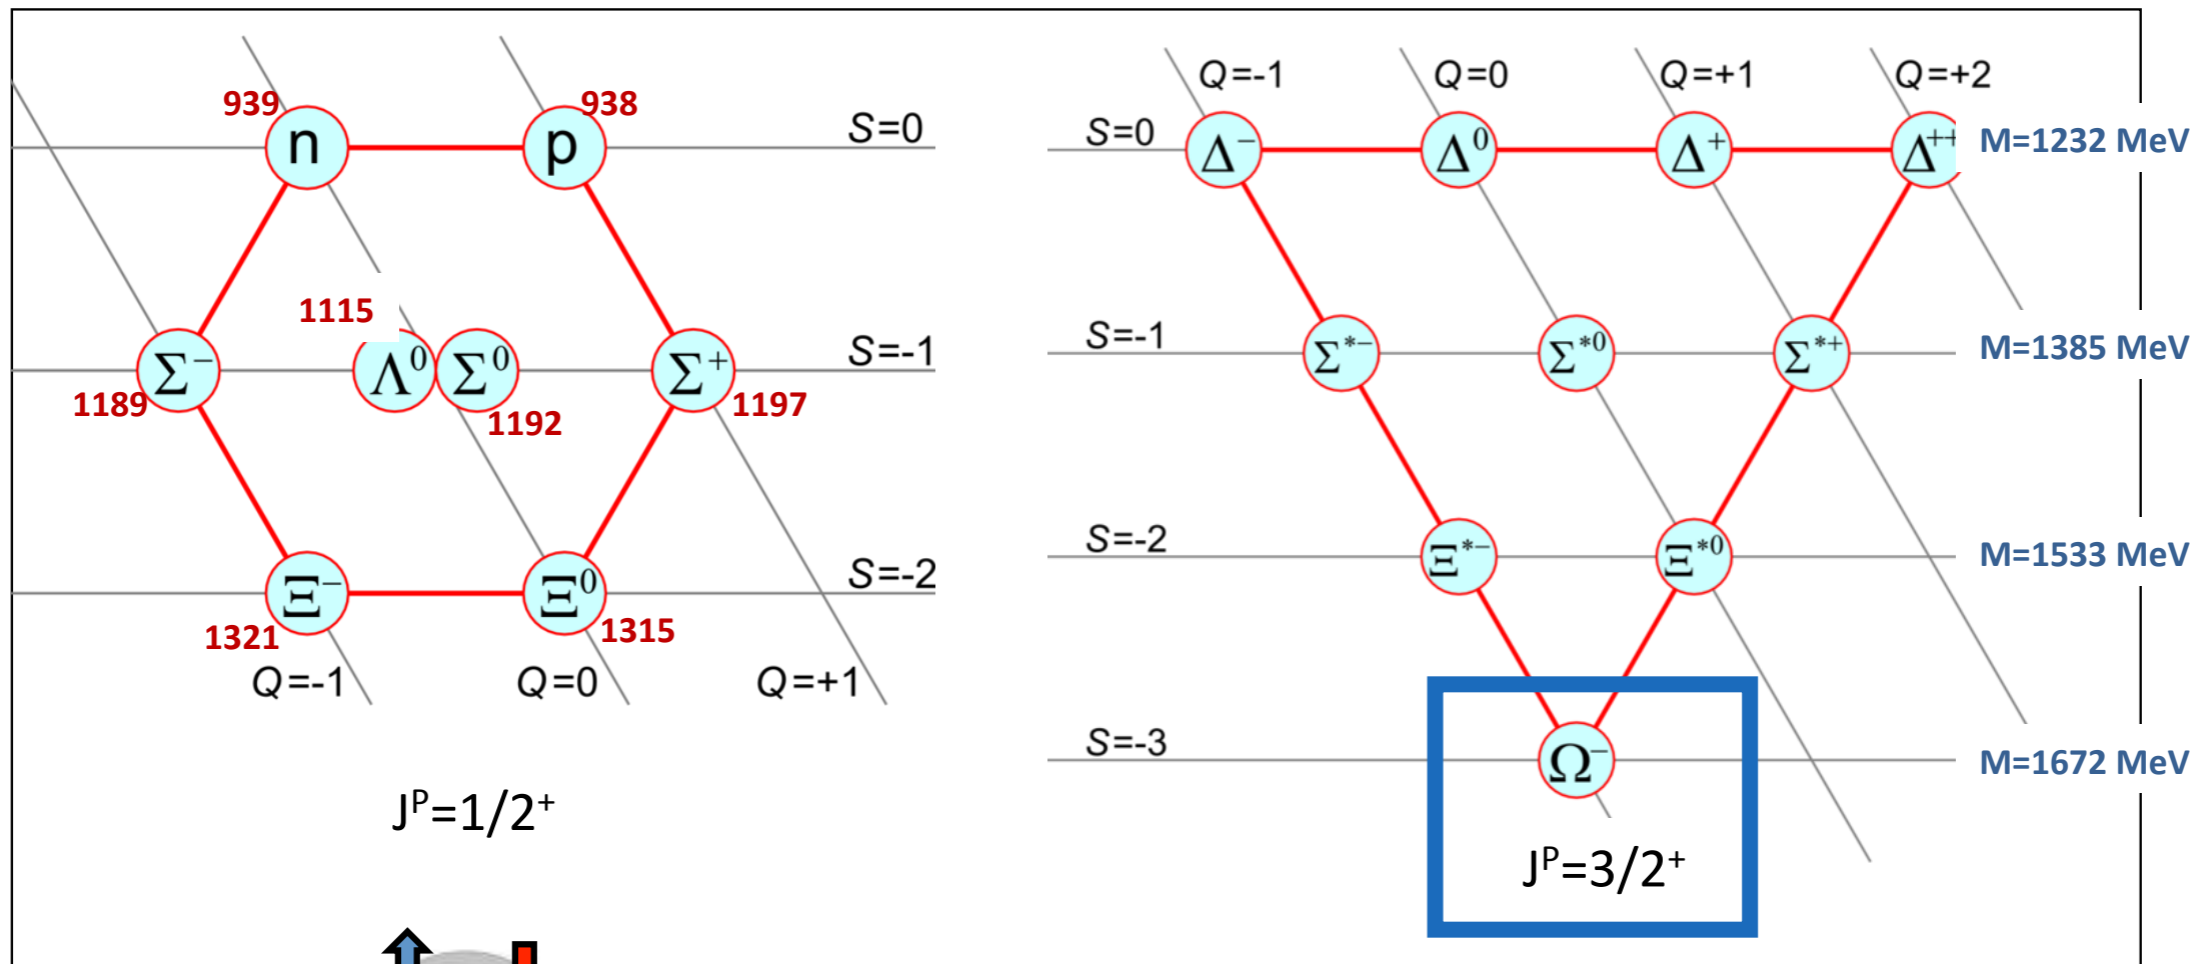 939
938
n
p
S=0
1115
Σ⁻
Λ⁰
Σ⁰
Σ⁺
S=-1
1189
1192
1197
Ξ⁻
Ξ⁰
S=-2
1321
1315
Q=-1
Q=0
Q=+1
Jᴾ=1/2⁺
Q=-1
Q=0
Q=+1
Q=+2
S=0
Δ⁻
Δ⁰
Δ⁺
Δ⁺⁺
M=1232 MeV
S=-1
Σ*⁻
Σ*⁰
Σ*⁺
M=1385 MeV
S=-2
Ξ*⁻
Ξ*⁰
M=1533 MeV
S=-3
Ω⁻
M=1672 MeV
Jᴾ=3/2⁺